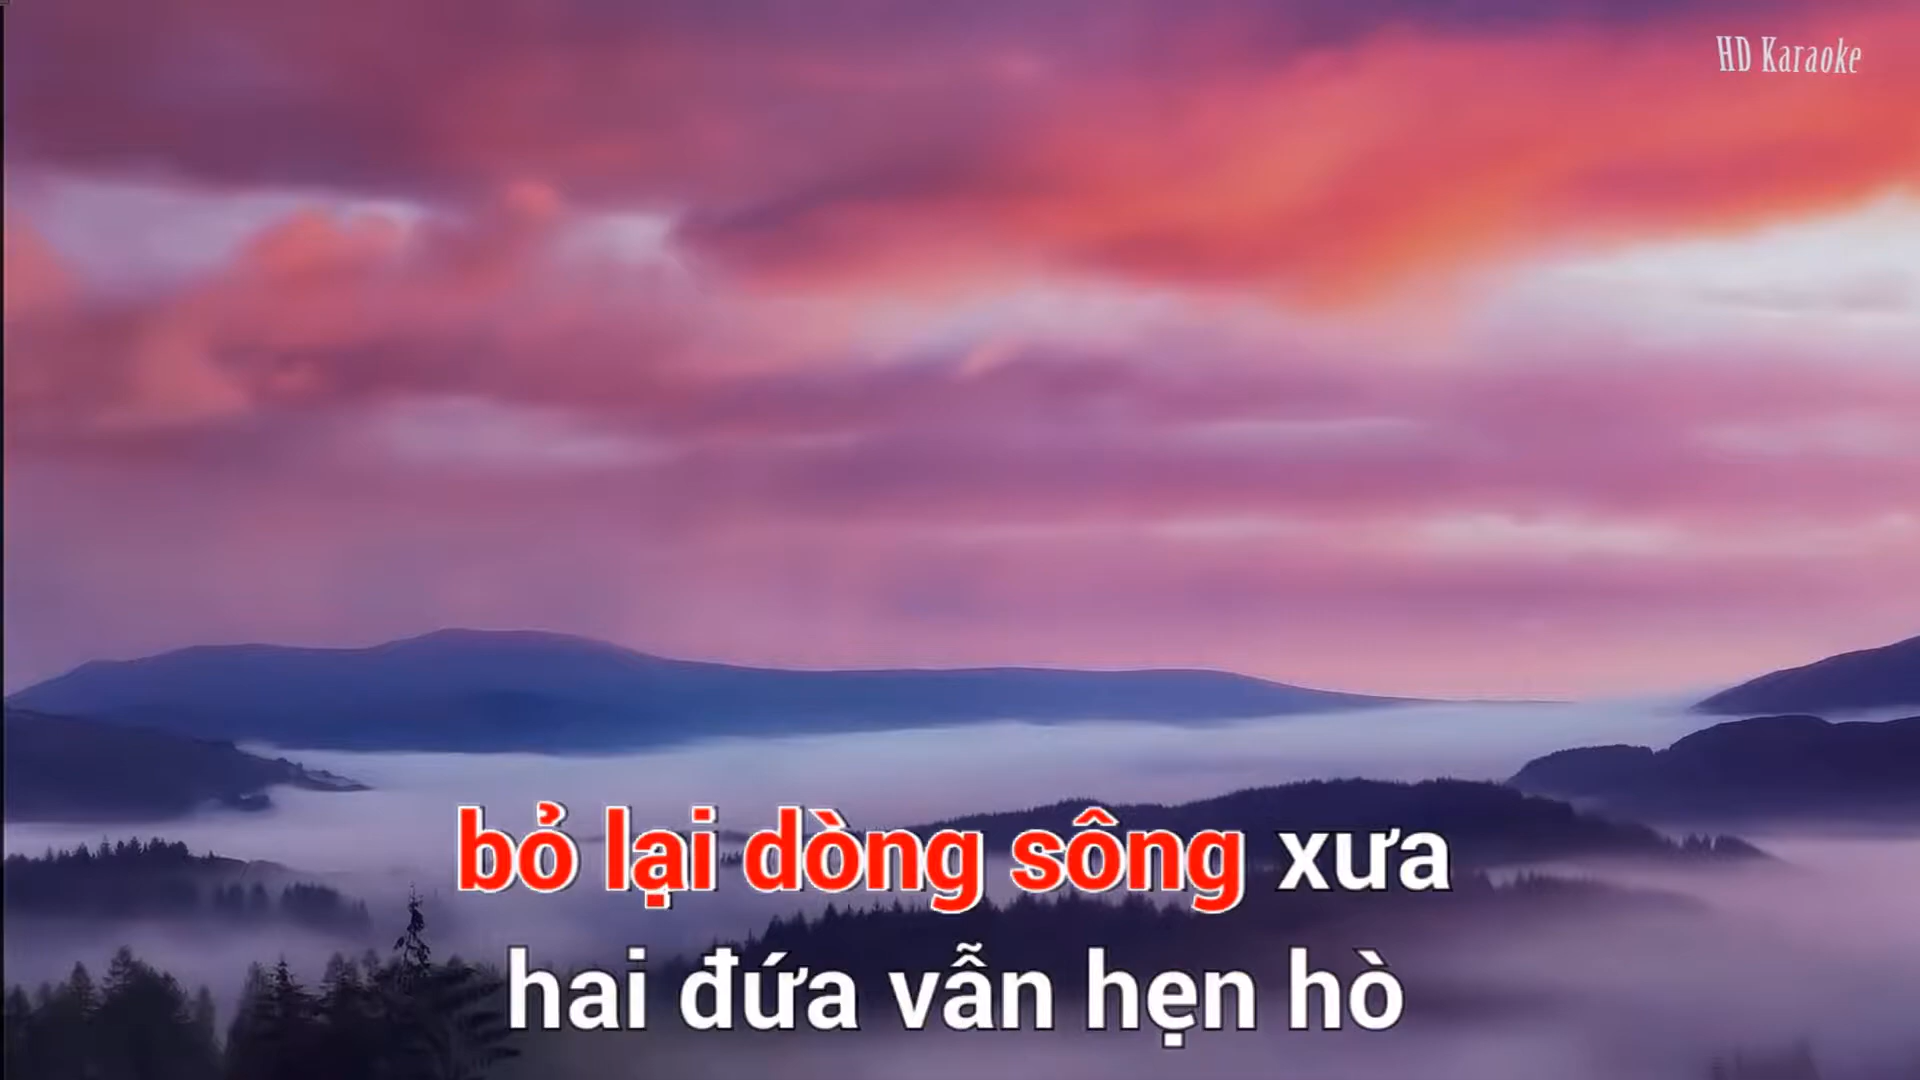 HD Karaoke
bỏ lại dòng sông xưa
hai đứa vẫn hẹn hò